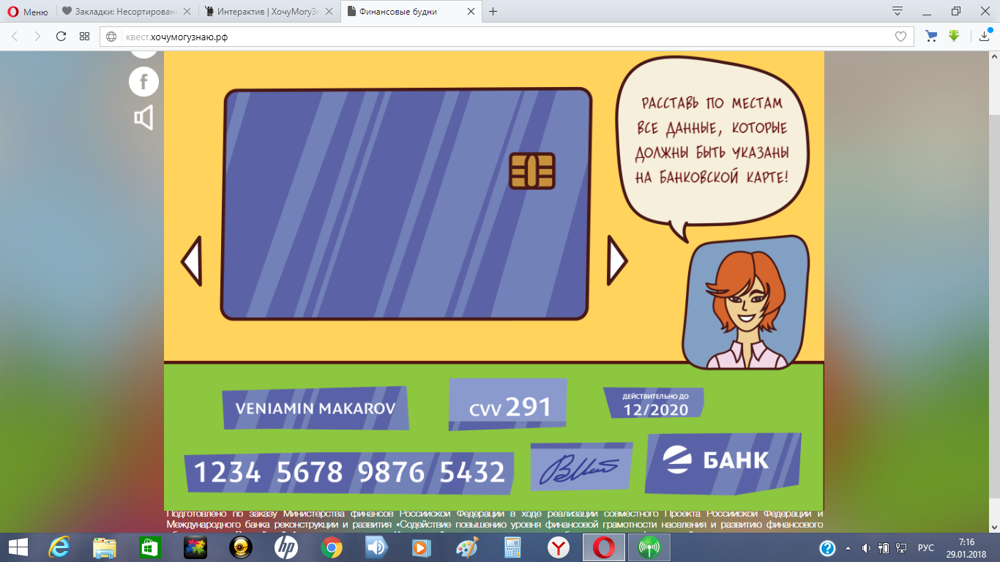 Меню
Закладки: Несортирован
Интерактив | ХочуМогуЗн
Финансовые будни
квест.хочумогузнаю.рф
f
РАССТАВЬ ПО МЕСТАМ
ВСЕ ДАННЫЕ, КОТОРЫЕ
ДОЛЖНЫ БЫТЬ УКАЗАНЫ
НА БАНКОВСКОЙ КАРТЕ!
VENIAMIN MAKAROV
CVV 291
ДЕЙСТВИТЕЛЬНО ДО
12/2020
1234 5678 9876 5432
БАНК
Подготовлено по заказу Министерства финансов Российской Федерации в ходе реализации совместного Проекта Российской Федерации и
Международного банка реконструкции и развития «Содействие повышению уровня финансовой грамотности населения и развитию финансового
hp
РУС
7:16
29.01.2018